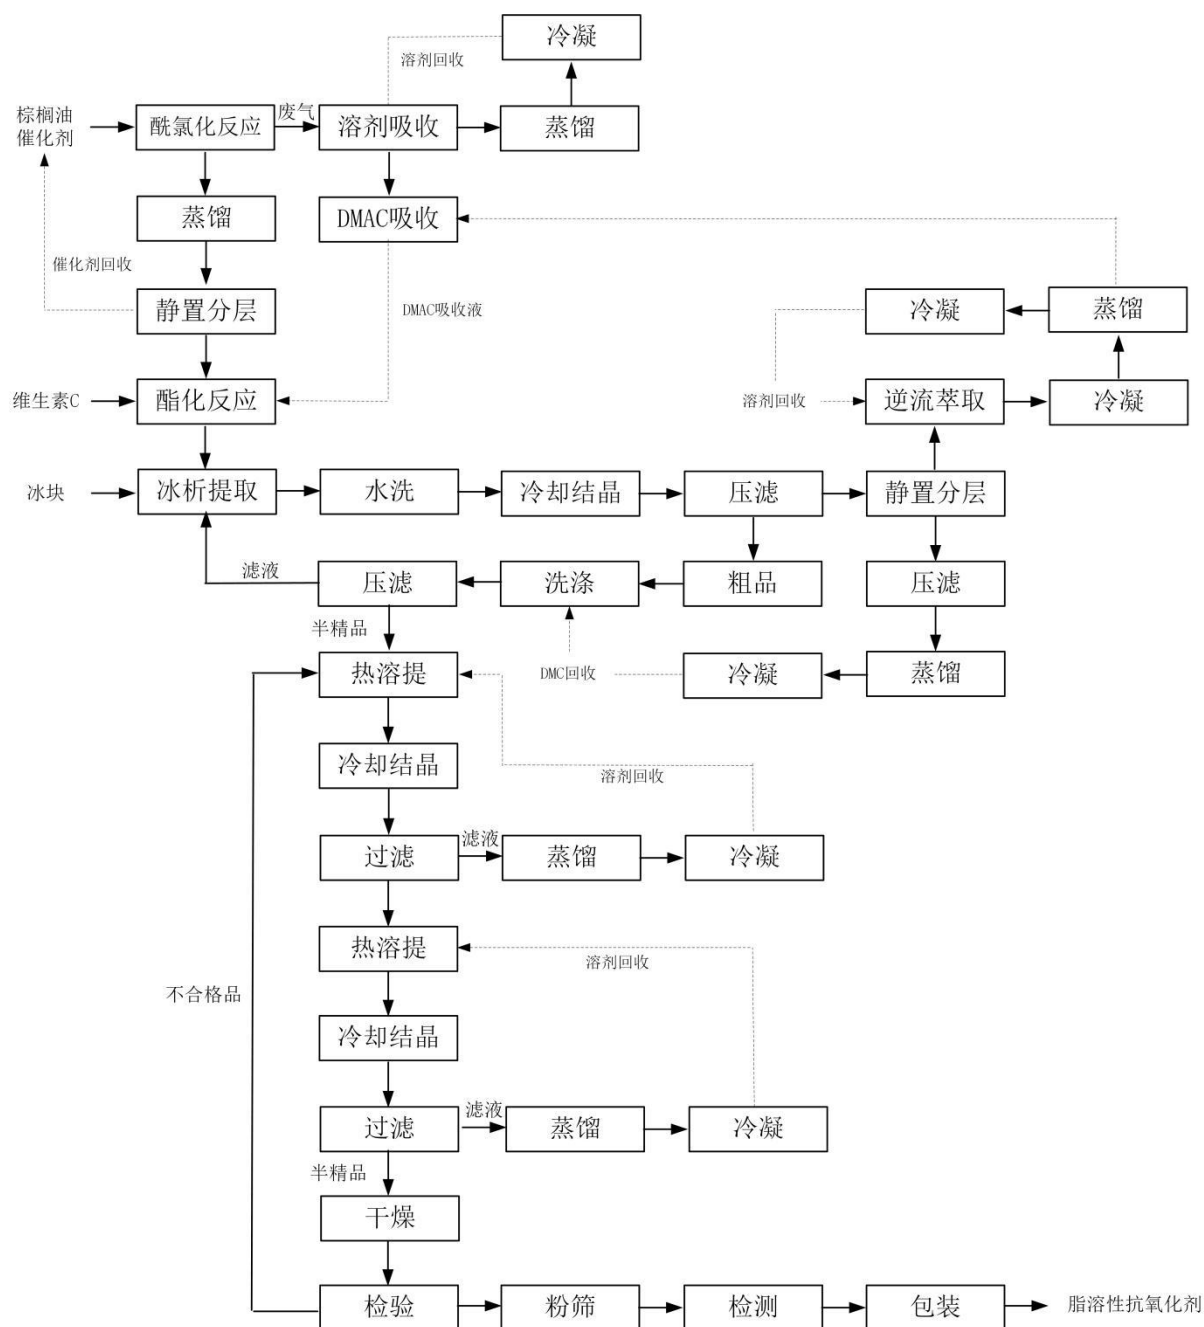 冷凝
溶剂回收
棕榈油
催化剂
酰氯化反应
废气
溶剂吸收
蒸馏
蒸馏
DMAC吸收
催化剂回收
静置分层
DMAC吸收液
冷凝
蒸馏
维生素C
酯化反应
溶剂回收
逆流萃取
冷凝
冰块
冰析提取
水洗
冷却结晶
压滤
静置分层
滤液
压滤
洗涤
粗品
压滤
半精品
热溶提
DMC回收
冷凝
蒸馏
冷却结晶
溶剂回收
过滤
滤液
蒸馏
冷凝
热溶提
溶剂回收
不合格品
冷却结晶
过滤
滤液
蒸馏
冷凝
半精品
干燥
检验
粉筛
检测
包装
脂溶性抗氧化剂